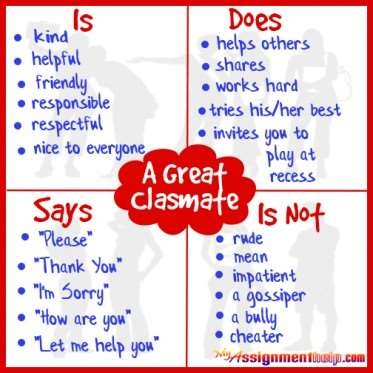 Is
• kind
• helpful
• friendly
• responsible
• respectful
• nice to everyone
Does
• helps others
• shares
• works hard
• tries his/her best
• invites you to
play at
recess
A Great
Clasmate
Says
• "Please"
• "Thank You"
• "I'm Sorry"
• "How are you"
• "Let me help you"
Is Not
• rude
• mean
• impatient
• a gossiper
• a bully
• cheater
MyAssignmentDesign.com